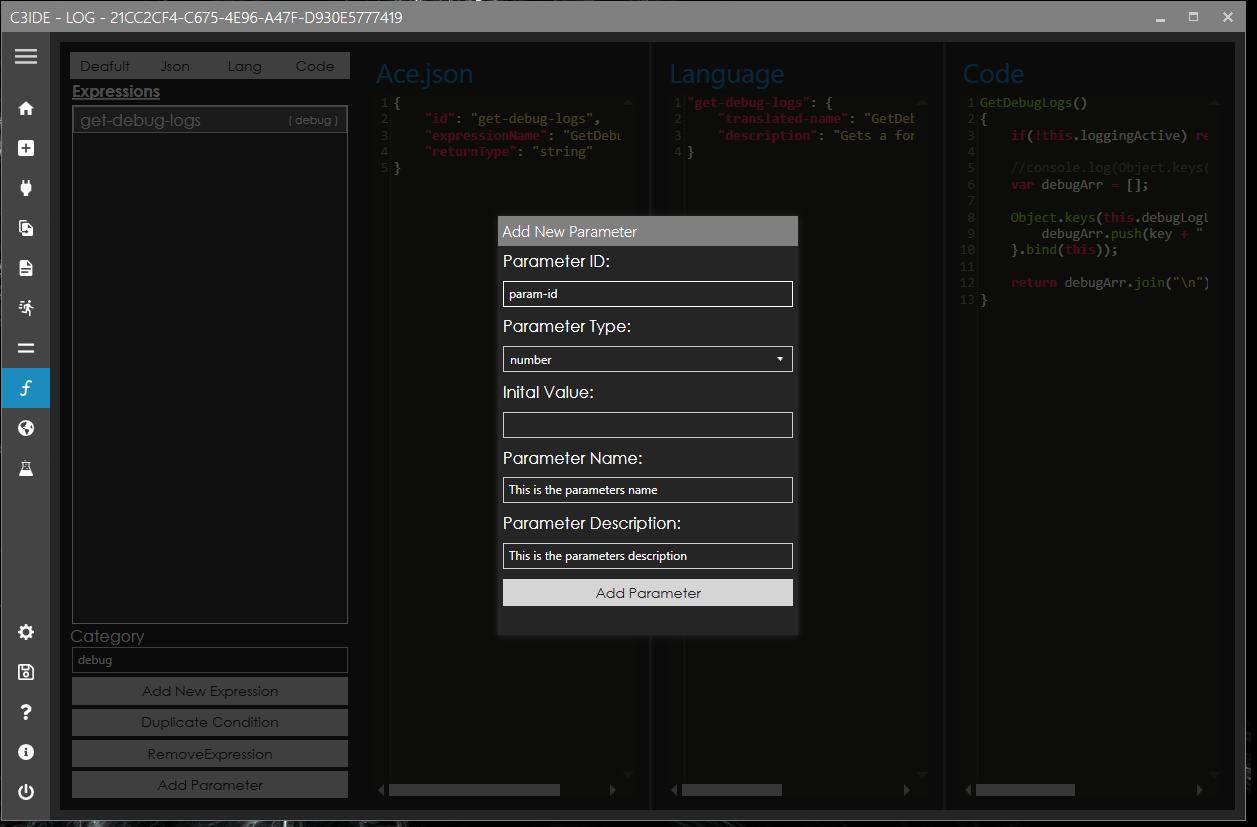 C3IDE - LOG - 21CC2CF4-C675-4E96-A47F-D930E5777419
Deafult Json Lang Code
Expressions
get-debug-logs ( debug )
Category
debug
Add New Expression
Duplicate Condition
RemoveExpression
Add Parameter
Ace.json
1 {
2 "id": "get-debug-logs",
3 "expressionName": "GetDebu
4 "returnType": "string"
5 }
Language
1 "get-debug-logs": {
2 "translated-name": "GetDeb
3 "description": "Gets a for
4 }
Code
1 GetDebugLogs()
2 {
3 if(!this.loggingActive) re
4
5 //console.log(Object.keys(
6 var debugArr = [];
7
8 Object.keys(this.debugLogL
9 debugArr.push(key + "
10 }.bind(this));
11
12 return debugArr.join("\n")
13 }
Add New Parameter
Parameter ID:
param-id
Parameter Type:
number
Inital Value:
Parameter Name:
This is the parameters name
Parameter Description:
This is the parameters description
Add Parameter